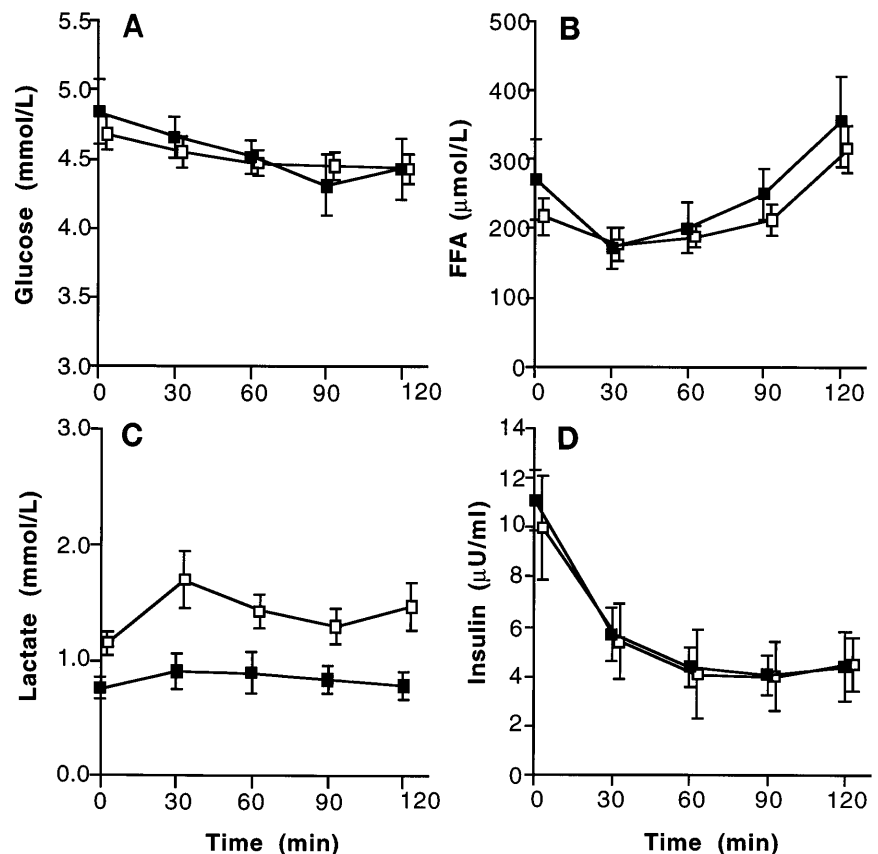 A
Glucose (mmol/L)
5.5
5.0
4.5
4.0
3.5
3.0
0 30 60 90 120
B
FFA (µmol/L)
500
400
300
200
100
0
0 30 60 90 120
C
Lactate (mmol/L)
3.0
2.0
1.0
0.0
0 30 60 90 120
Time (min)
D
Insulin (µU/ml)
14
12
10
8
6
4
2
0
0 30 60 90 120
Time (min)